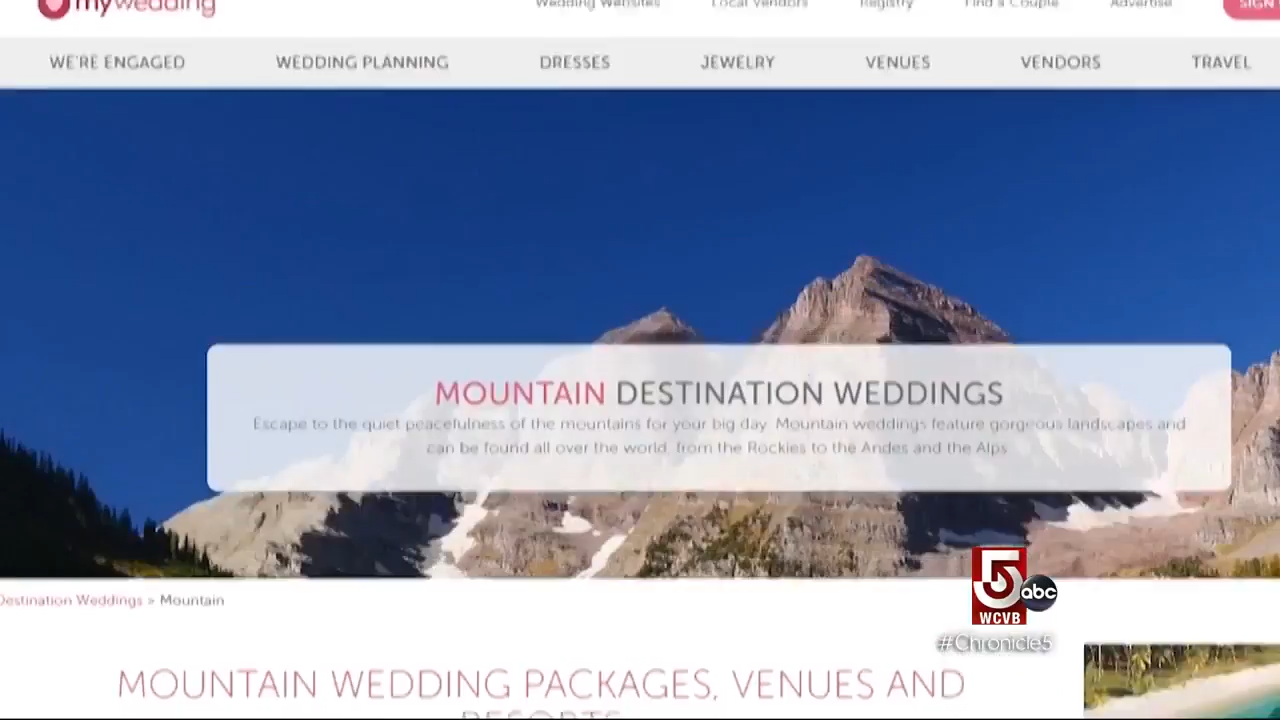 mywedding
Wedding Websites Local Vendors Registry Find a Couple Advertise SIGN
WE'RE ENGAGED WEDDING PLANNING DRESSES JEWELRY VENUES VENDORS TRAVEL
MOUNTAIN DESTINATION WEDDINGS
Escape to the quiet peacefulness of the mountains for your big day. Mountain weddings feature gorgeous landscapes and
can be found all over the world, from the Rockies to the Andes and the Alps
5 abc
WCVB
Destination Weddings » Mountain
#Chronicle5
MOUNTAIN WEDDING PACKAGES, VENUES AND
RESORTS